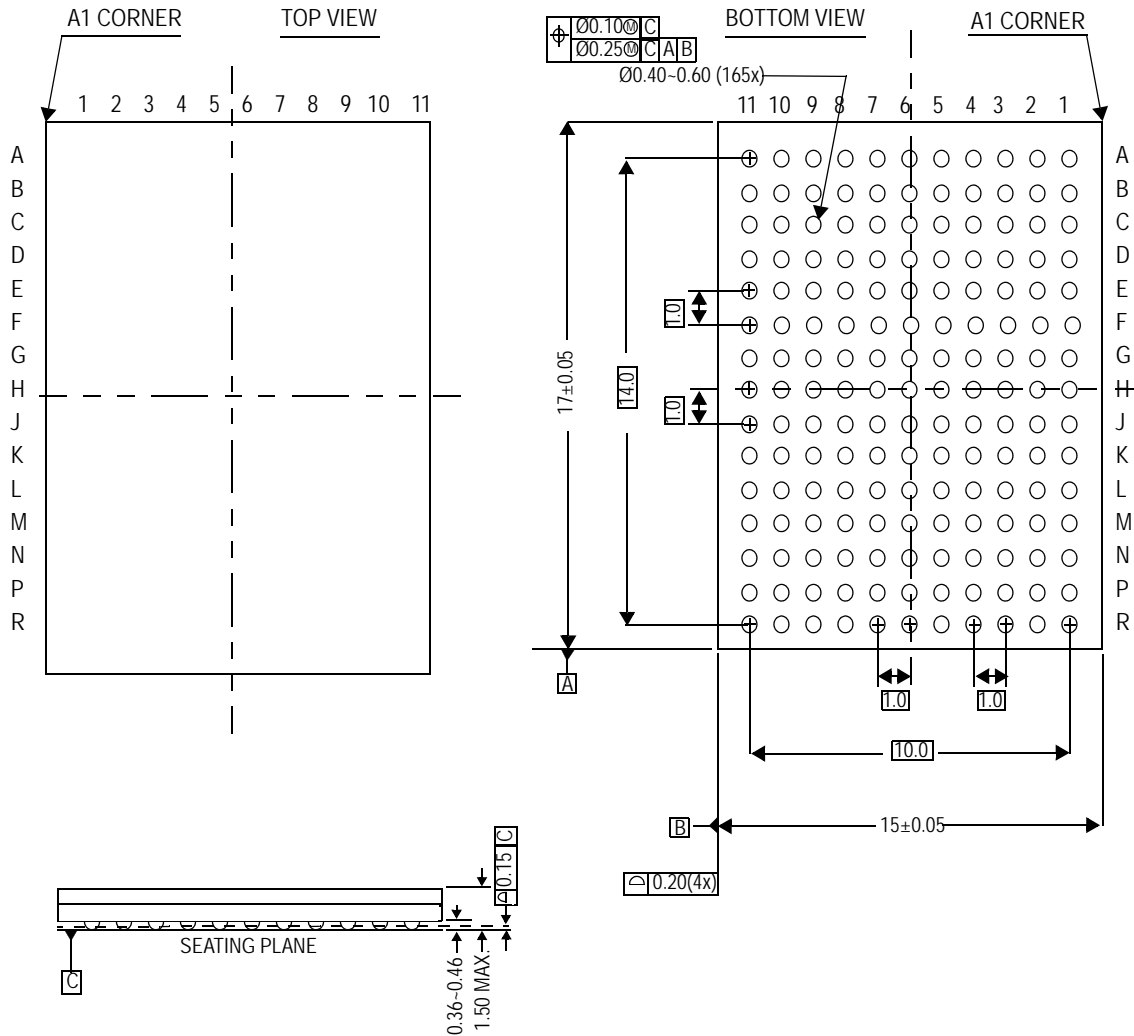 A1 CORNER
TOP VIEW
1 2 3 4 5 6 7 8 9 10 11
A
B
C
D
E
F
G
H
J
K
L
M
N
P
R
Ø0.10Ⓜ C
Ø0.25Ⓜ C A B
BOTTOM VIEW
A1 CORNER
Ø0.40~0.60 (165x)
11 10 9 8 7 6 5 4 3 2 1
A
B
C
D
E
F
G
H
J
K
L
M
N
P
R
17±0.05
14.0
1.0
1.0
A
1.0
1.0
10.0
B
15±0.05
0.20(4x)
0.15 C
SEATING PLANE
C
0.36~0.46
1.50 MAX.